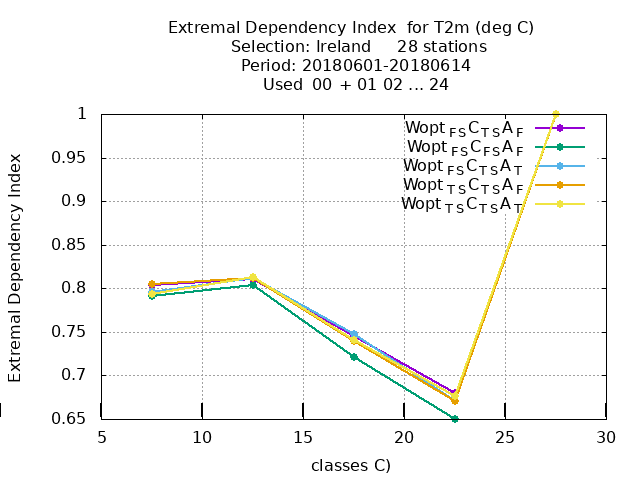 Extremal Dependency Index  for T2m (deg C)
Selection: Ireland     28 stations
Period: 20180601-20180614
Used  00 + 01 02 ... 24
Extremal Dependency Index
1
0.95
0.9
0.85
0.8
0.75
0.7
0.65
Wopt FS C TS A F
Wopt FS C FS A F
Wopt FS C TS A T
Wopt TS C TS A F
Wopt TS C TS A T
5 10 15 20 25 30
classes C)